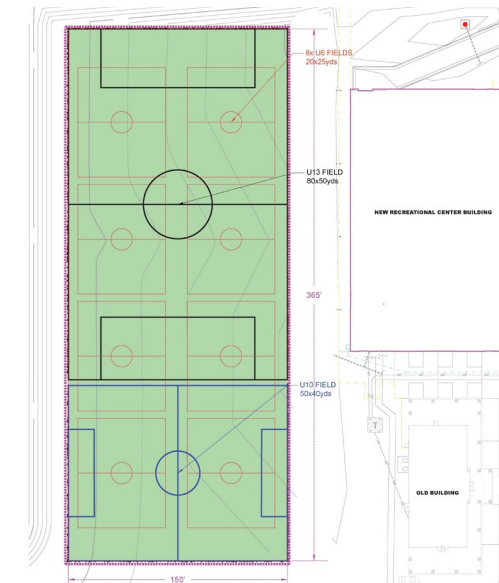 8x U6 FIELDS
20x25yds
U13 FIELD
80x50yds
NEW RECREATIONAL CENTER BUILDING
365'
U10 FIELD
50x40yds
T
OLD BUILDING
150'